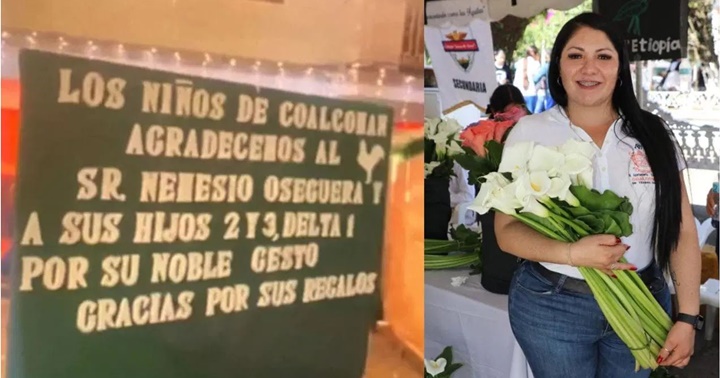 LOS NIÑOS DE COALCOMAN
AGRADECEMOS AL
SR. NELESIO OSEGUERA Y
A SUS HIJOS 2 Y 3, DELTA 1
POR SU NOBLE GESTO
GRACIAS POR SUS REGALOS
SECUNDARIA
Etiopía